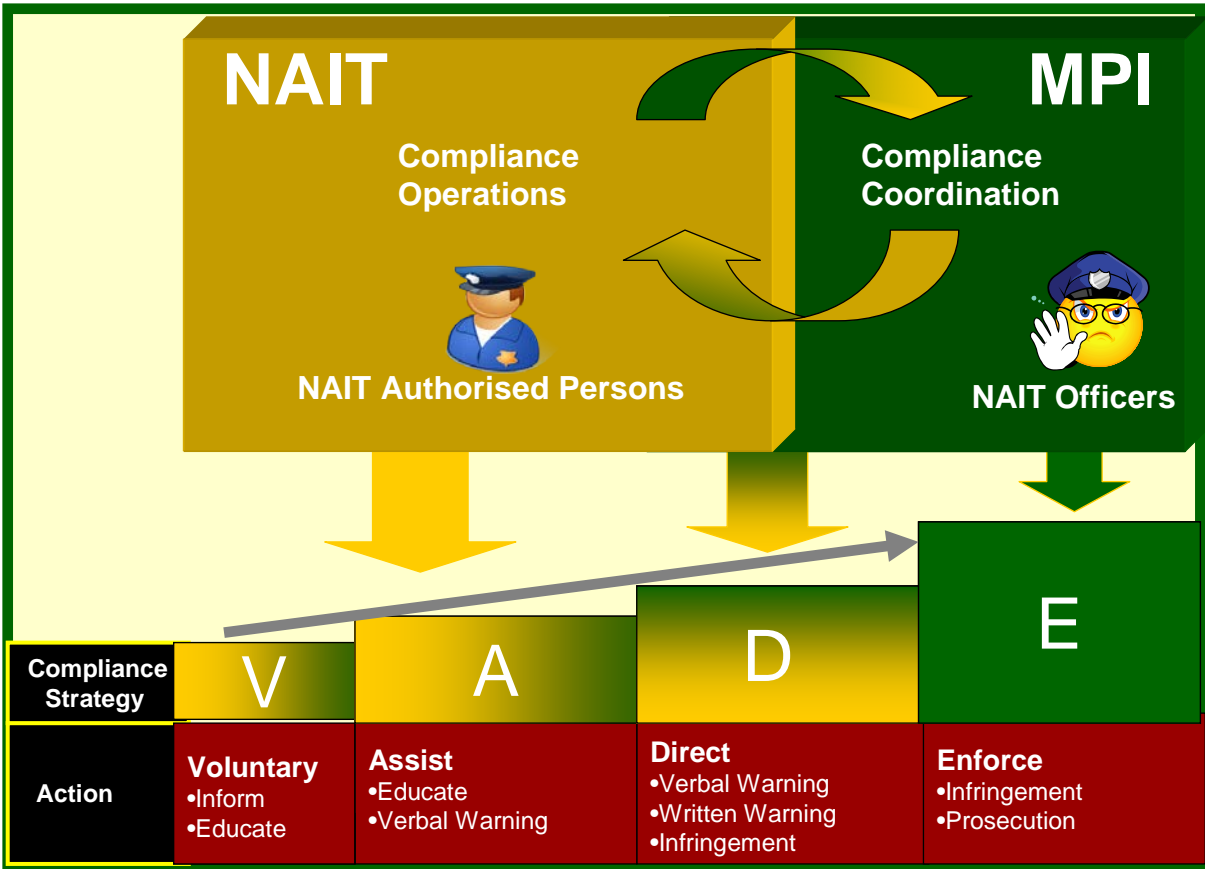 NAIT
MPI
Compliance
Operations
Compliance
Coordination
NAIT Authorised Persons
NAIT Officers
Compliance
Strategy
V
A
D
E
Action
Voluntary
•Inform
•Educate
Assist
•Educate
•Verbal Warning
Direct
•Verbal Warning
•Written Warning
•Infringement
Enforce
•Infringement
•Prosecution